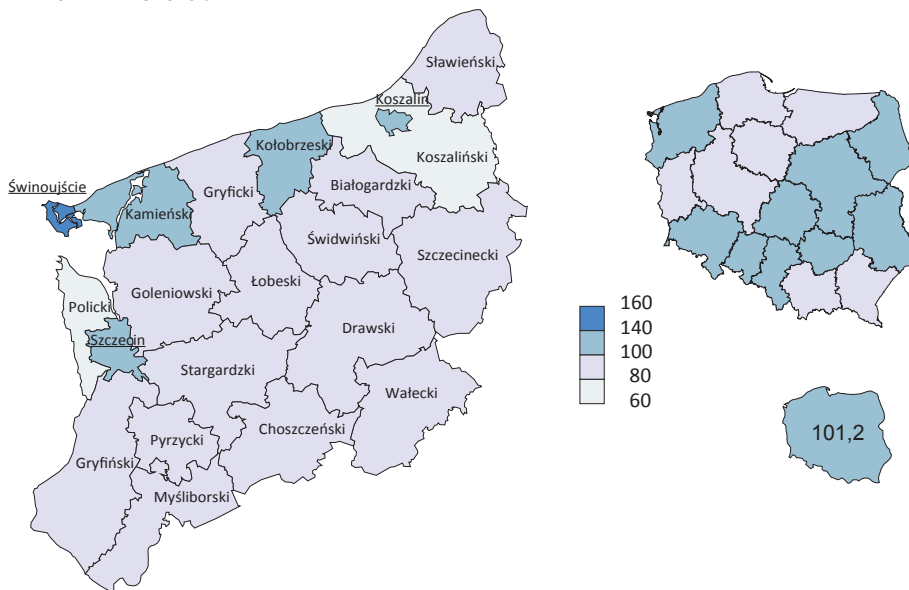 Sławieński
Koszalin
Kołobrzeski
Koszaliński
Białogardzki
Świnoujście
Gryficki
Kamieński
Świdwiński
Szczecinecki
Łobeski
Goleniowski
Policki
Szczecin
Drawski
Stargardzki
Wałecki
Choszczeński
Pyrzycki
Gryfiński
Myśliborski
160
140
100
80
60
101,2